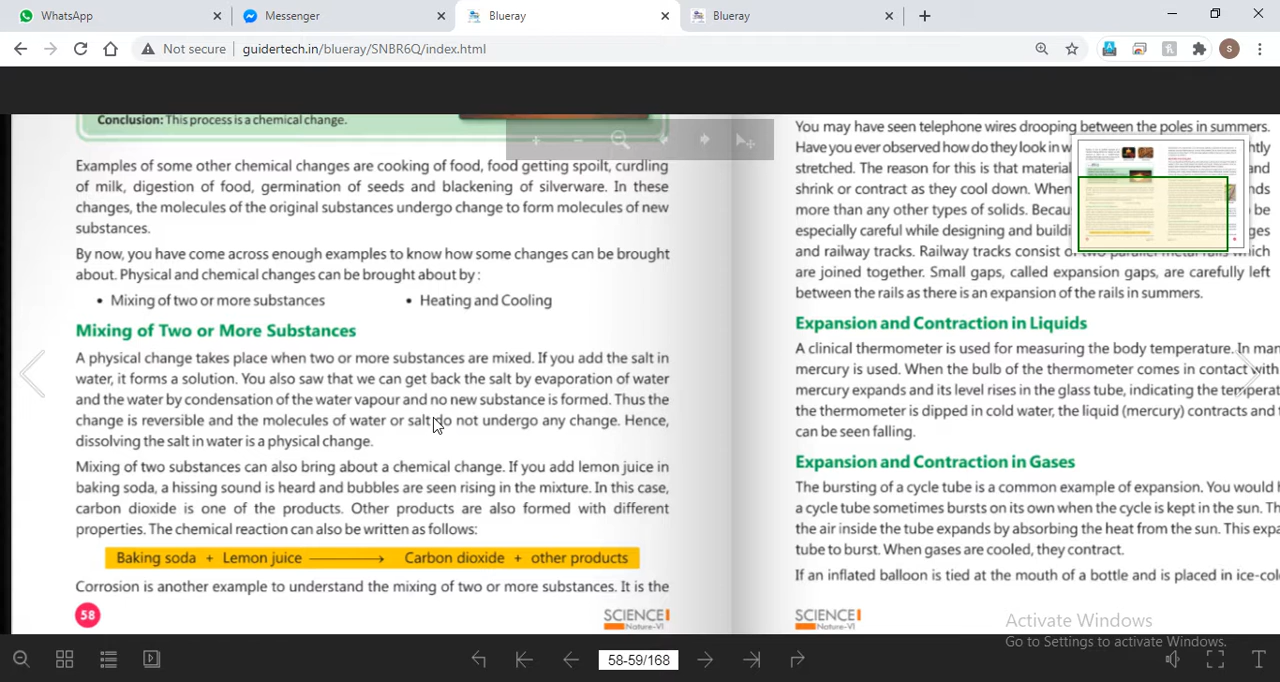 WhatsApp
Messenger
Blueray
Blueray
Not secure
guidertech.in/blueray/SNBR6Q/index.html
S
Conclusion: This process is a chemical change.
Examples of some other chemical changes are cooking of food, food getting spoilt, curdling
of milk, digestion of food, germination of seeds and blackening of silverware. In these
changes, the molecules of the original substances undergo change to form molecules of new
substances.
By now, you have come across enough examples to know how some changes can be brought
about. Physical and chemical changes can be brought about by :
• Mixing of two or more substances • Heating and Cooling
Mixing of Two or More Substances
A physical change takes place when two or more substances are mixed. If you add the salt in
water, it forms a solution. You also saw that we can get back the salt by evaporation of water
and the water by condensation of the water vapour and no new substance is formed. Thus the
change is reversible and the molecules of water or salt do not undergo any change. Hence,
dissolving the salt in water is a physical change.
Mixing of two substances can also bring about a chemical change. If you add lemon juice in
baking soda, a hissing sound is heard and bubbles are seen rising in the mixture. In this case,
carbon dioxide is one of the products. Other products are also formed with different
properties. The chemical reaction can also be written as follows:
Baking soda + Lemon juice → Carbon dioxide + other products
Corrosion is another example to understand the mixing of two or more substances. It is the
58
SCIENCE
Nature-VI
You may have seen telephone wires drooping between the poles in summers.
Have you ever observed how do they look in
stretched. The reason for this is that material and
shrink or contract as they cool down. When
more than any other types of solids. be
especially careful while designing and
and railway tracks. Railway tracks consist of two parallel metal rails which
are joined together. Small gaps, called expansion gaps, are carefully left
between the rails as there is an expansion of the rails in summers.
Expansion and Contraction in Liquids
A clinical thermometer is used for measuring the body temperature. In
mercury is used. When the bulb of the thermometer comes in contact with
mercury expands and its level rises in the glass tube, indicating the
the thermometer is dipped in cold water, the liquid (mercury) contracts and
can be seen falling.
Expansion and Contraction in Gases
The bursting of a cycle tube is a common example of expansion. You would
a cycle tube sometimes bursts on its own when the cycle is kept in the sun.
the air inside the tube expands by absorbing the heat from the sun. This
tube to burst. When gases are cooled, they contract.
If an inflated balloon is tied at the mouth of a bottle and is placed in
SCIENCE
Nature-VI
Activate Windows
Go to Settings to activate Windows.
58-59/168